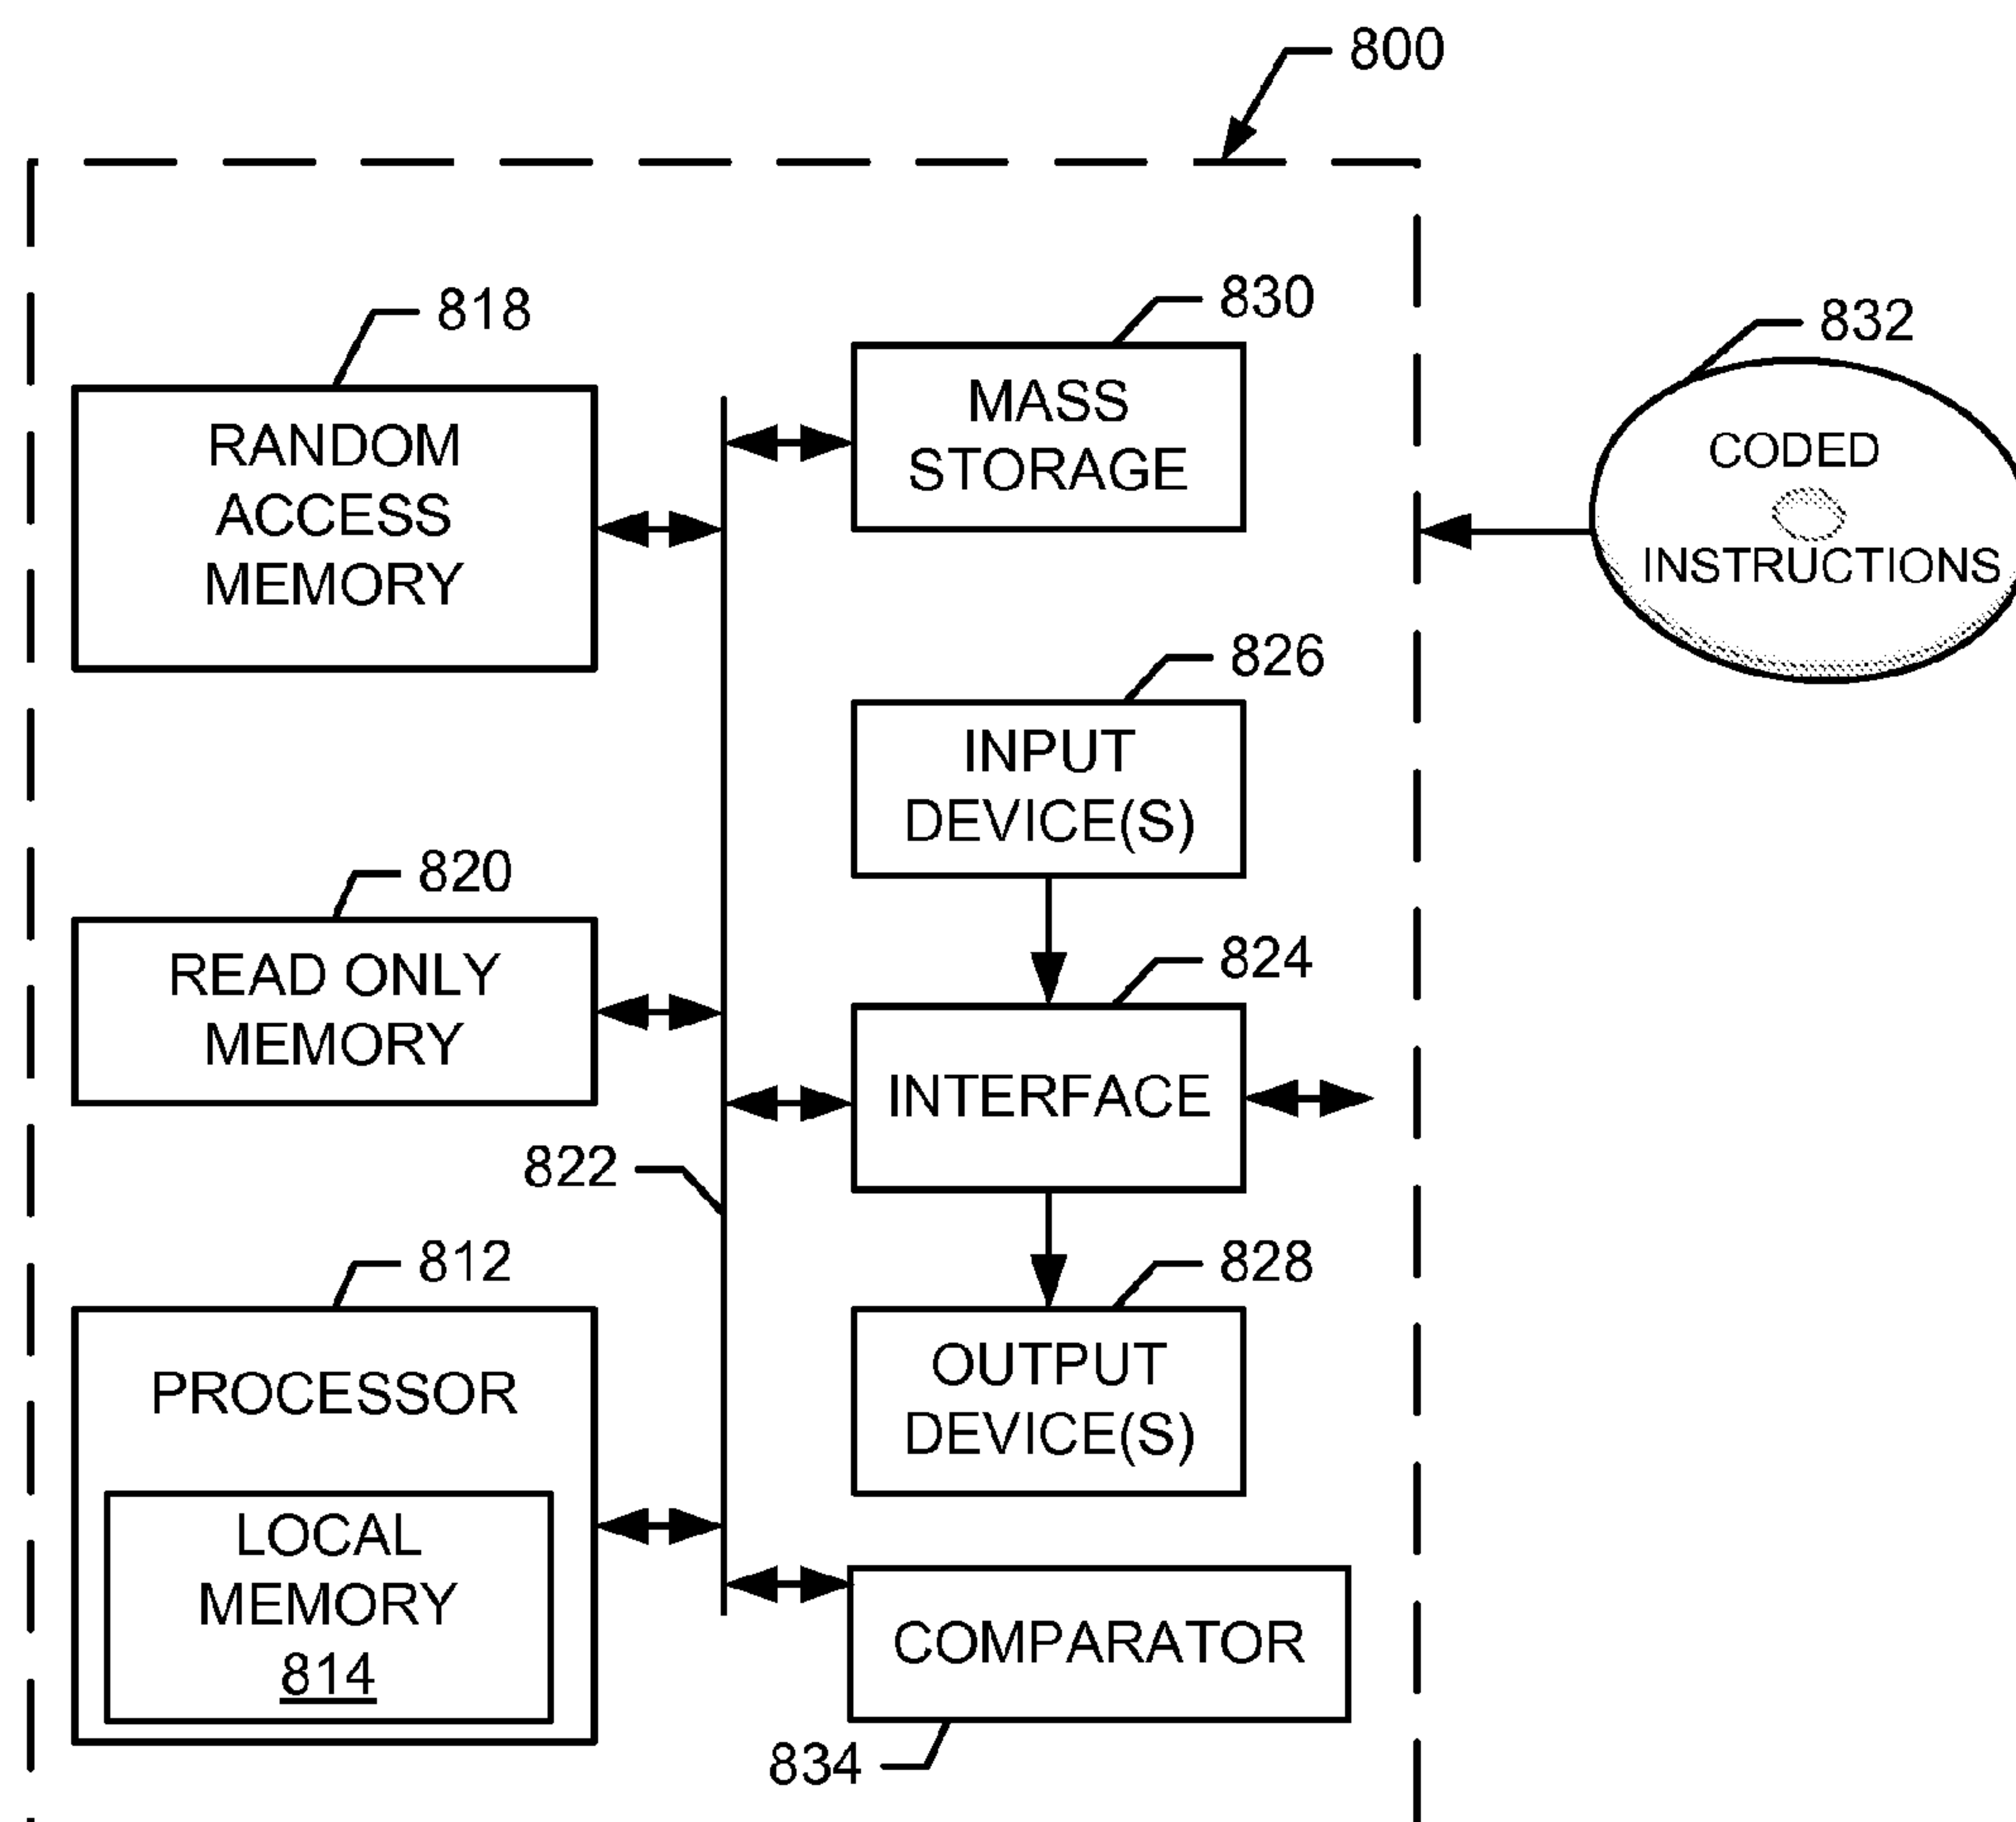 800
818
RANDOM
ACCESS
MEMORY
830
MASS
STORAGE
832
CODED
INSTRUCTIONS
826
INPUT
DEVICE(S)
820
READ ONLY
MEMORY
824
INTERFACE
822
812
PROCESSOR
LOCAL
MEMORY
814
828
OUTPUT
DEVICE(S)
COMPARATOR
834